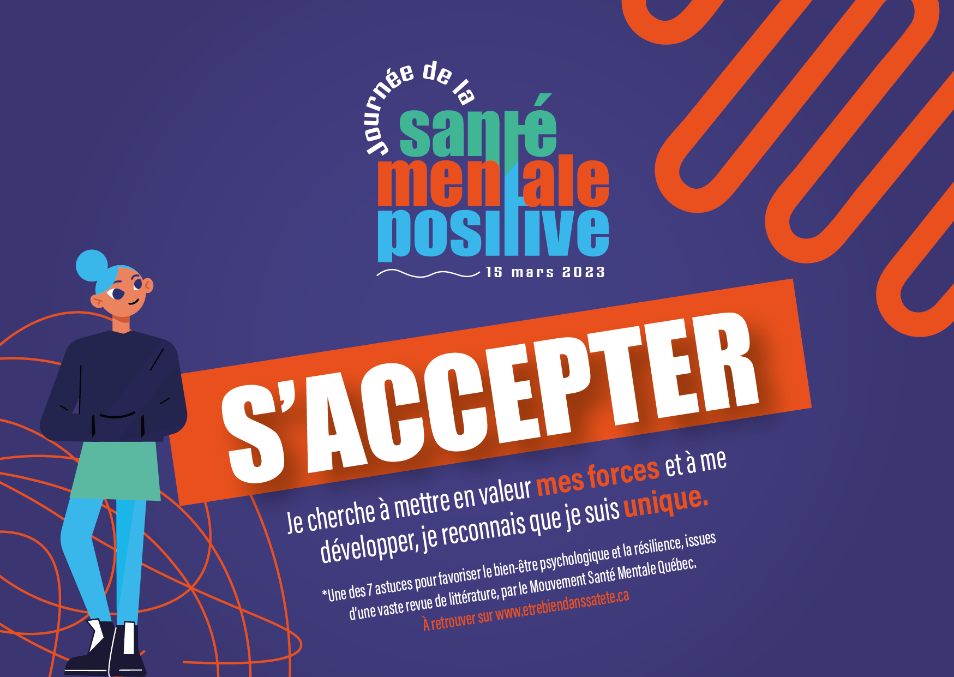 Journée de la
santé
mentale
positive
15 mars 2023
S'ACCEPTER
Je cherche à mettre en valeur mes forces et à me
développer, je reconnais que je suis unique.
*Une des 7 astuces pour favoriser le bien-être psychologique et la résilience, issues
d'une vaste revue de littérature, par le Mouvement Santé Mentale Québec.
À retrouver sur www.etrebiendanssatete.ca